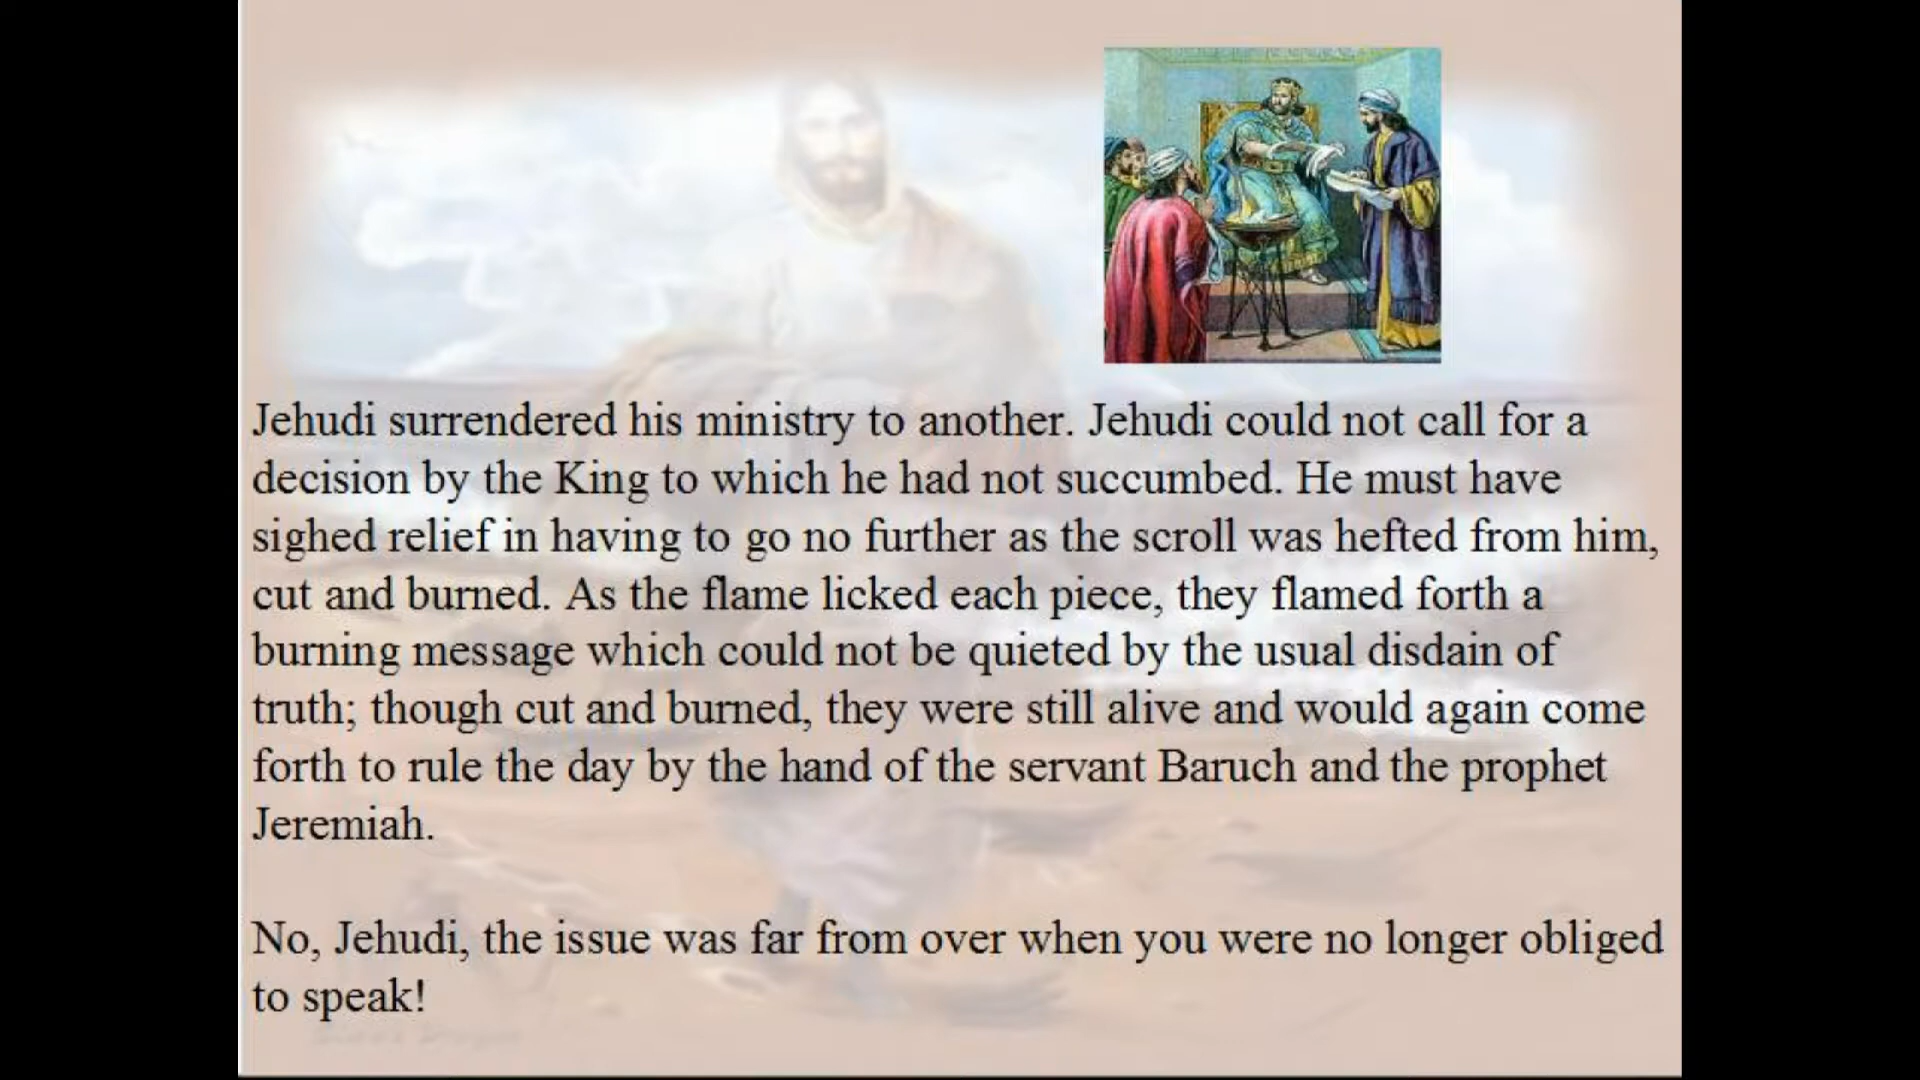 Jehudi surrendered his ministry to another. Jehudi could not call for a
decision by the King to which he had not succumbed. He must have
sighed relief in having to go no further as the scroll was hefted from him,
cut and burned. As the flame licked each piece, they flamed forth a
burning message which could not be quieted by the usual disdain of
truth; though cut and burned, they were still alive and would again come
forth to rule the day by the hand of the servant Baruch and the prophet
Jeremiah.
No, Jehudi, the issue was far from over when you were no longer obliged
to speak!